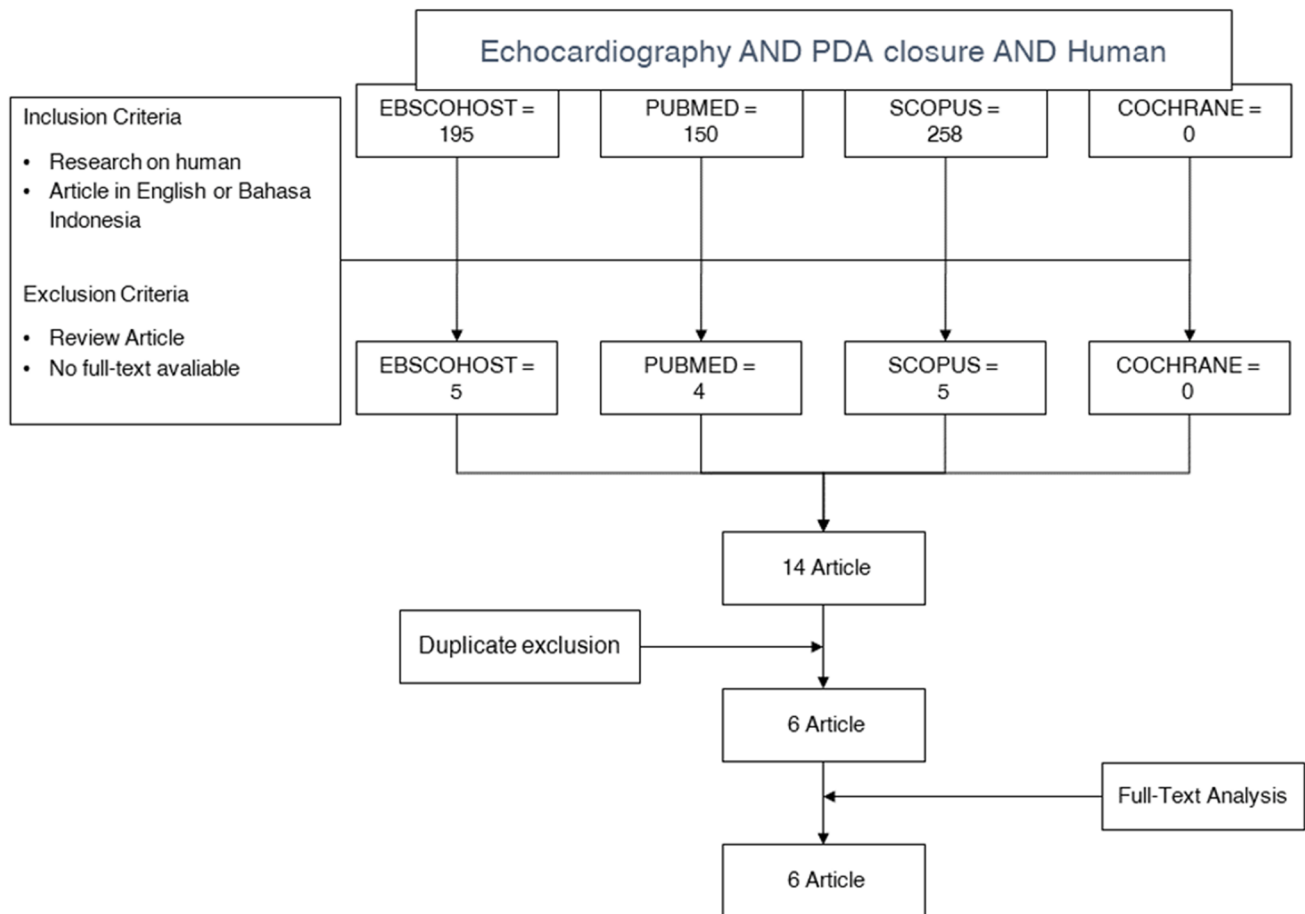 Echocardiography AND PDA closure AND Human
EBSCOHOST =
195
PUBMED =
150
SCOPUS =
258
COCHRANE =
0
Inclusion Criteria
• Research on human
• Article in English or Bahasa
Indonesia
Exclusion Criteria
• Review Article
• No full-text avaliable
EBSCOHOST =
5
PUBMED =
4
SCOPUS =
5
COCHRANE =
0
14 Article
Duplicate exclusion
6 Article
Full-Text Analysis
6 Article